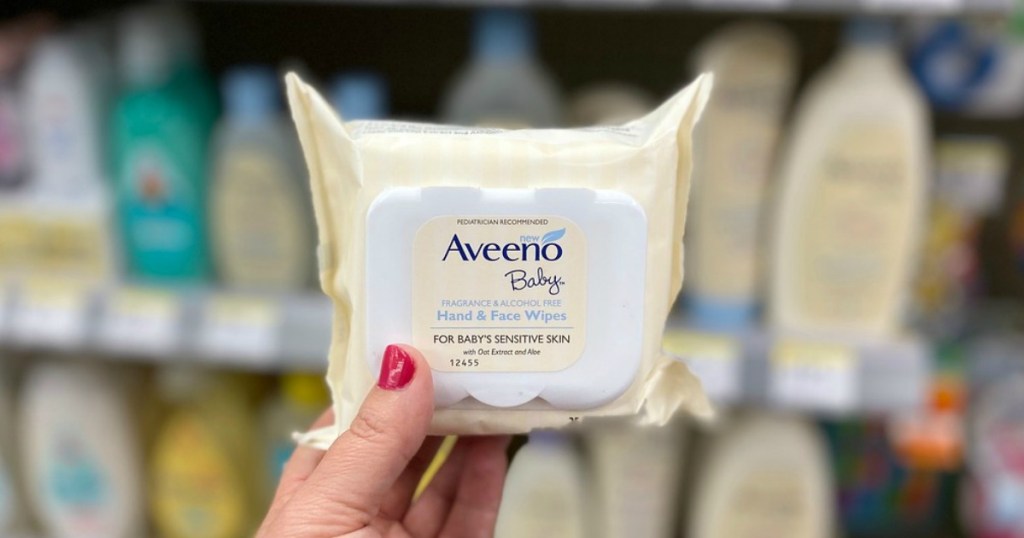 PEDIATRICIAN RECOMMENDED
new
Aveeno
Baby™
FRAGRANCE & ALCOHOL FREE
Hand & Face Wipes
FOR BABY'S SENSITIVE SKIN
with Oat Extract and Aloe
12455